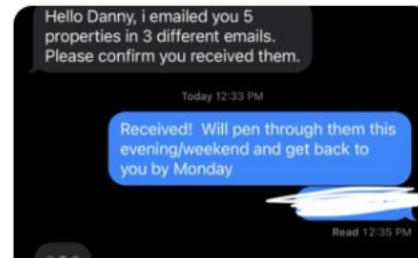 Hello Danny, i emailed you 5
properties in 3 different emails.
Please confirm you received them.
Today 12:33 PM
Received! Will pen through them this
evening/weekend and get back to
you by Monday
Read 12:35 PM